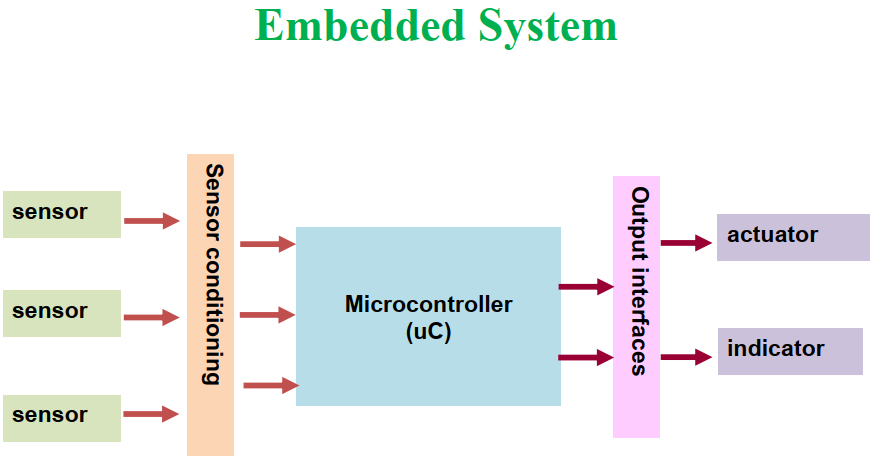 Embedded System
sensor
sensor
sensor
Sensor conditioning
Microcontroller
(uC)
Output interfaces
actuator
indicator